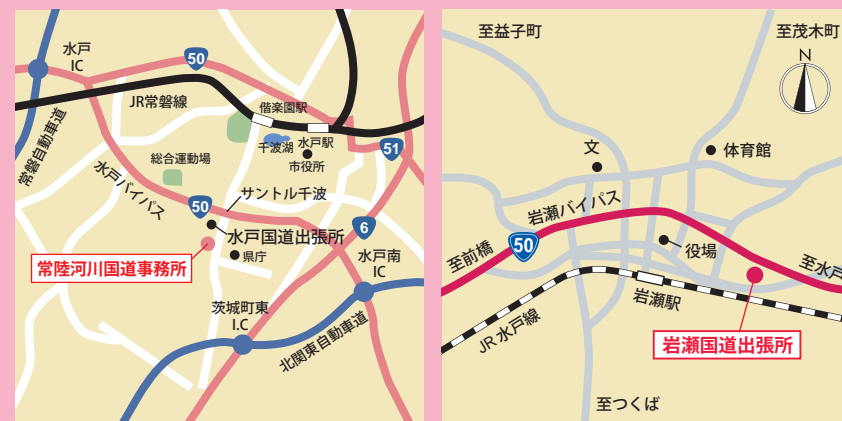 水戸
IC
50
JR常磐線
偕楽園駅
常磐自動車道
千波湖
水戸駅
市役所
51
総合運動場
水戸バイパス
50
サントル千波
6
水戸国道出張所
常陸河川国道事務所
県庁
水戸南
IC
茨城町東
I.C
北関東自動車道
至益子町
至茂木町
N
文
体育館
岩瀬バイパス
50
至前橋
役場
至水戸
岩瀬駅
JR水戸線
岩瀬国道出張所
至つくば